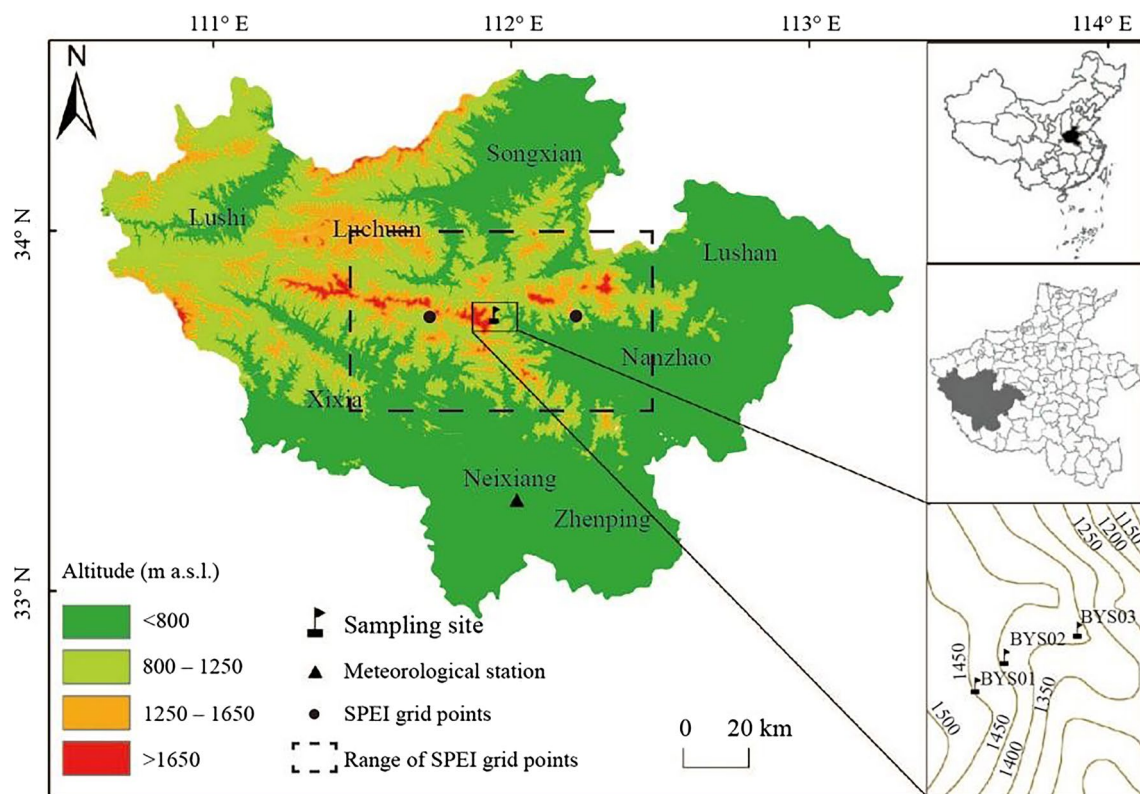 111° E
112° E
113° E
114° E
N
34° N
33° N
Songxian
Lushi
Luchuan
Lushan
Nanzhao
Xixia
Neixiang
Zhenping
Altitude (m a.s.l.)
<800
800 – 1250
1250 – 1650
>1650
Sampling site
Meteorological station
SPEI grid points
Range of SPEI grid points
0 20 km
1150
1200
1250
BYS03
BYS02
BYS01
1450
1350
1500
1450
1400